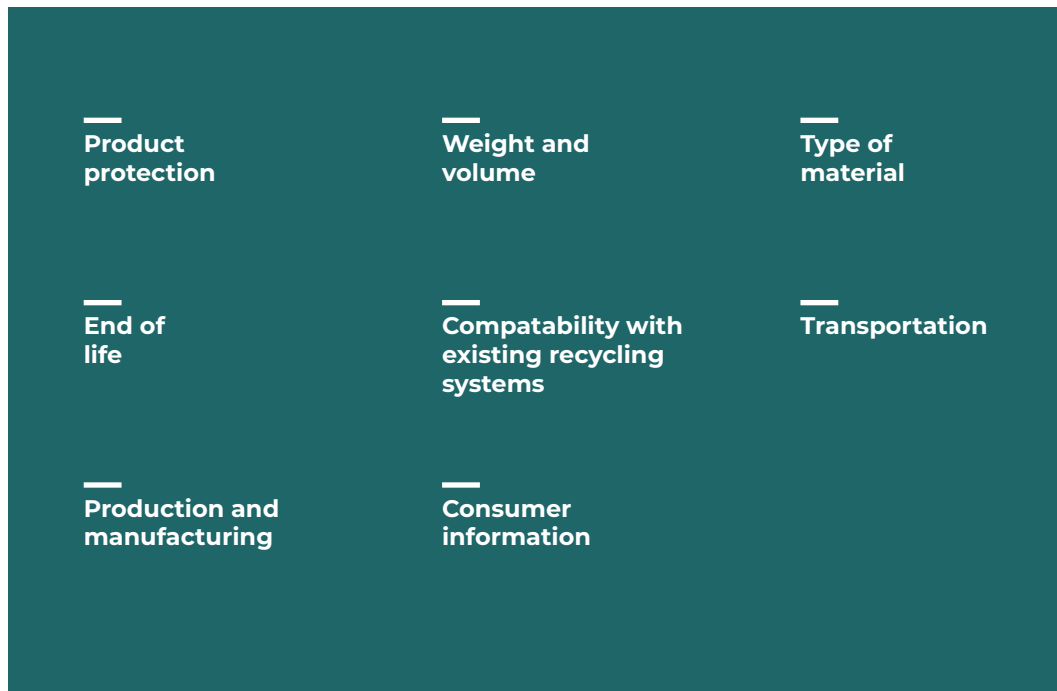 Product
protection
Weight and
volume
Type of
material
End of
life
Compatability with
existing recycling
systems
Transportation
Production and
manufacturing
Consumer
information